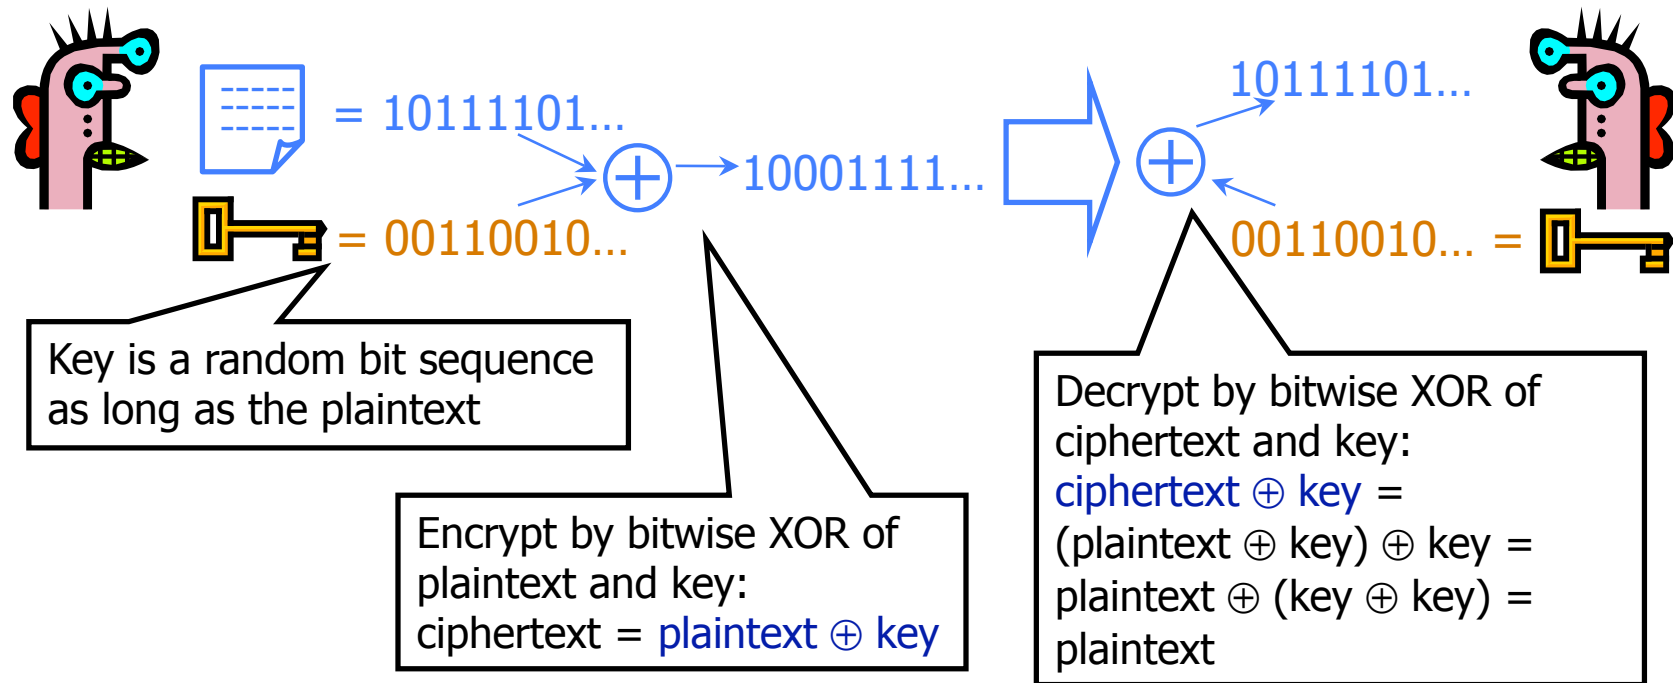 = 10111101...
= 00110010...
10001111...
10111101...
00110010... =
Key is a random bit sequence
as long as the plaintext
Encrypt by bitwise XOR of
plaintext and key:
ciphertext = plaintext ⊕ key
Decrypt by bitwise XOR of
ciphertext and key:
ciphertext ⊕ key =
(plaintext ⊕ key) ⊕ key =
plaintext ⊕ (key ⊕ key) =
plaintext